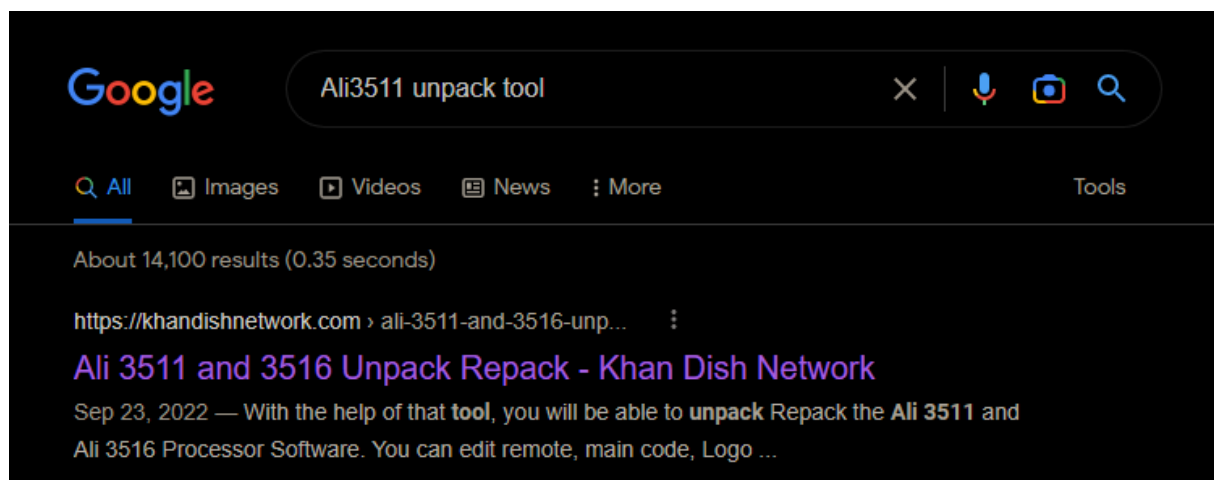 Google Ali3511 unpack tool
All Images Videos News More Tools
About 14,100 results (0.35 seconds)
https://khandishnetwork.com › ali-3511-and-3516-unp...
Ali 3511 and 3516 Unpack Repack - Khan Dish Network
Sep 23, 2022 — With the help of that tool, you will be able to unpack Repack the Ali 3511 and
Ali 3516 Processor Software. You can edit remote, main code, Logo ...